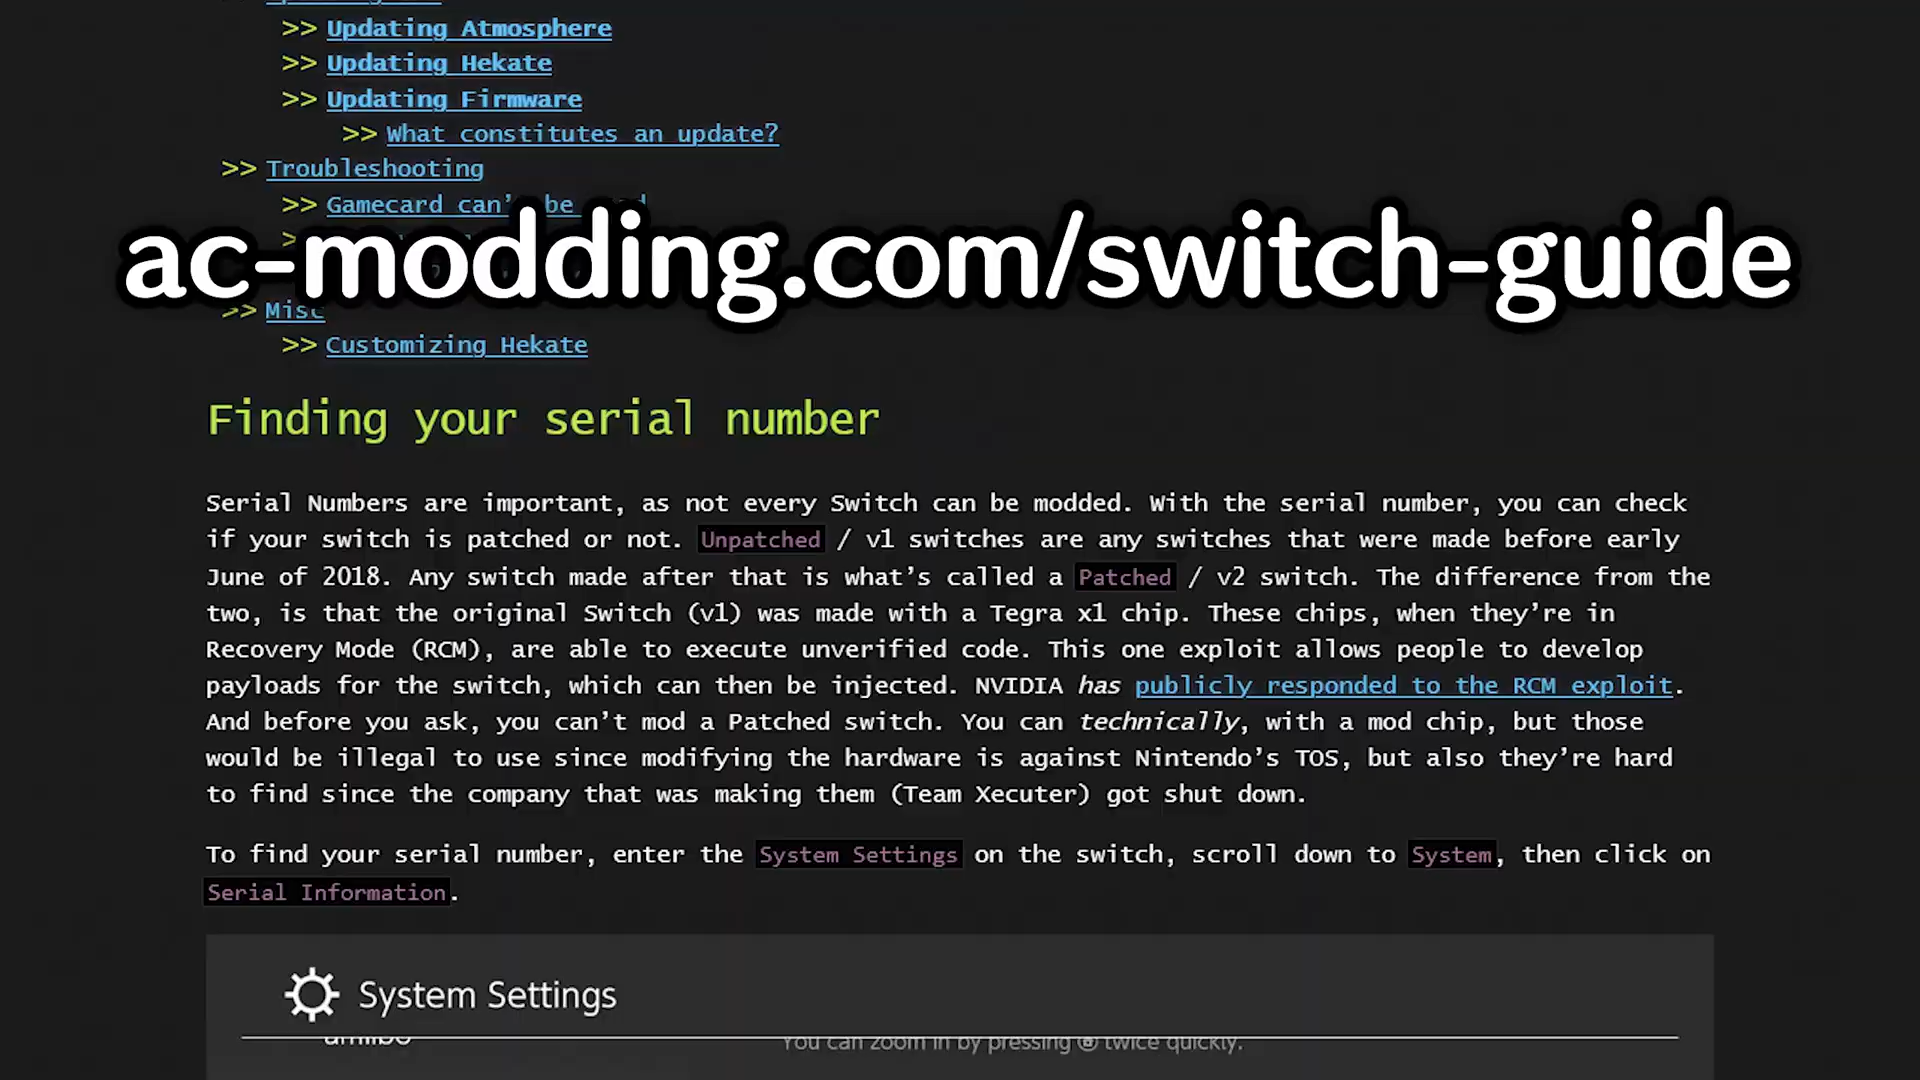 >> Updating Atmosphere
>> Updating Hekate
>> Updating Firmware
>> What constitutes an update?
>> Troubleshooting
>> Gamecard can’t be
ac-modding.com/switch-guide
>> Misc
>> Customizing Hekate
Finding your serial number
Serial Numbers are important, as not every Switch can be modded. With the serial number, you can check
if your switch is patched or not. Unpatched / v1 switches are any switches that were made before early
June of 2018. Any switch made after that is what’s called a Patched / v2 switch. The difference from the
two, is that the original Switch (v1) was made with a Tegra x1 chip. These chips, when they’re in
Recovery Mode (RCM), are able to execute unverified code. This one exploit allows people to develop
payloads for the switch, which can then be injected. NVIDIA has publicly responded to the RCM exploit.
And before you ask, you can’t mod a Patched switch. You can technically, with a mod chip, but those
would be illegal to use since modifying the hardware is against Nintendo’s TOS, but also they’re hard
to find since the company that was making them (Team Xecuter) got shut down.
To find your serial number, enter the System Settings on the switch, scroll down to System, then click on
Serial Information.
System Settings
amiibo
You can zoom in by pressing twice quickly.